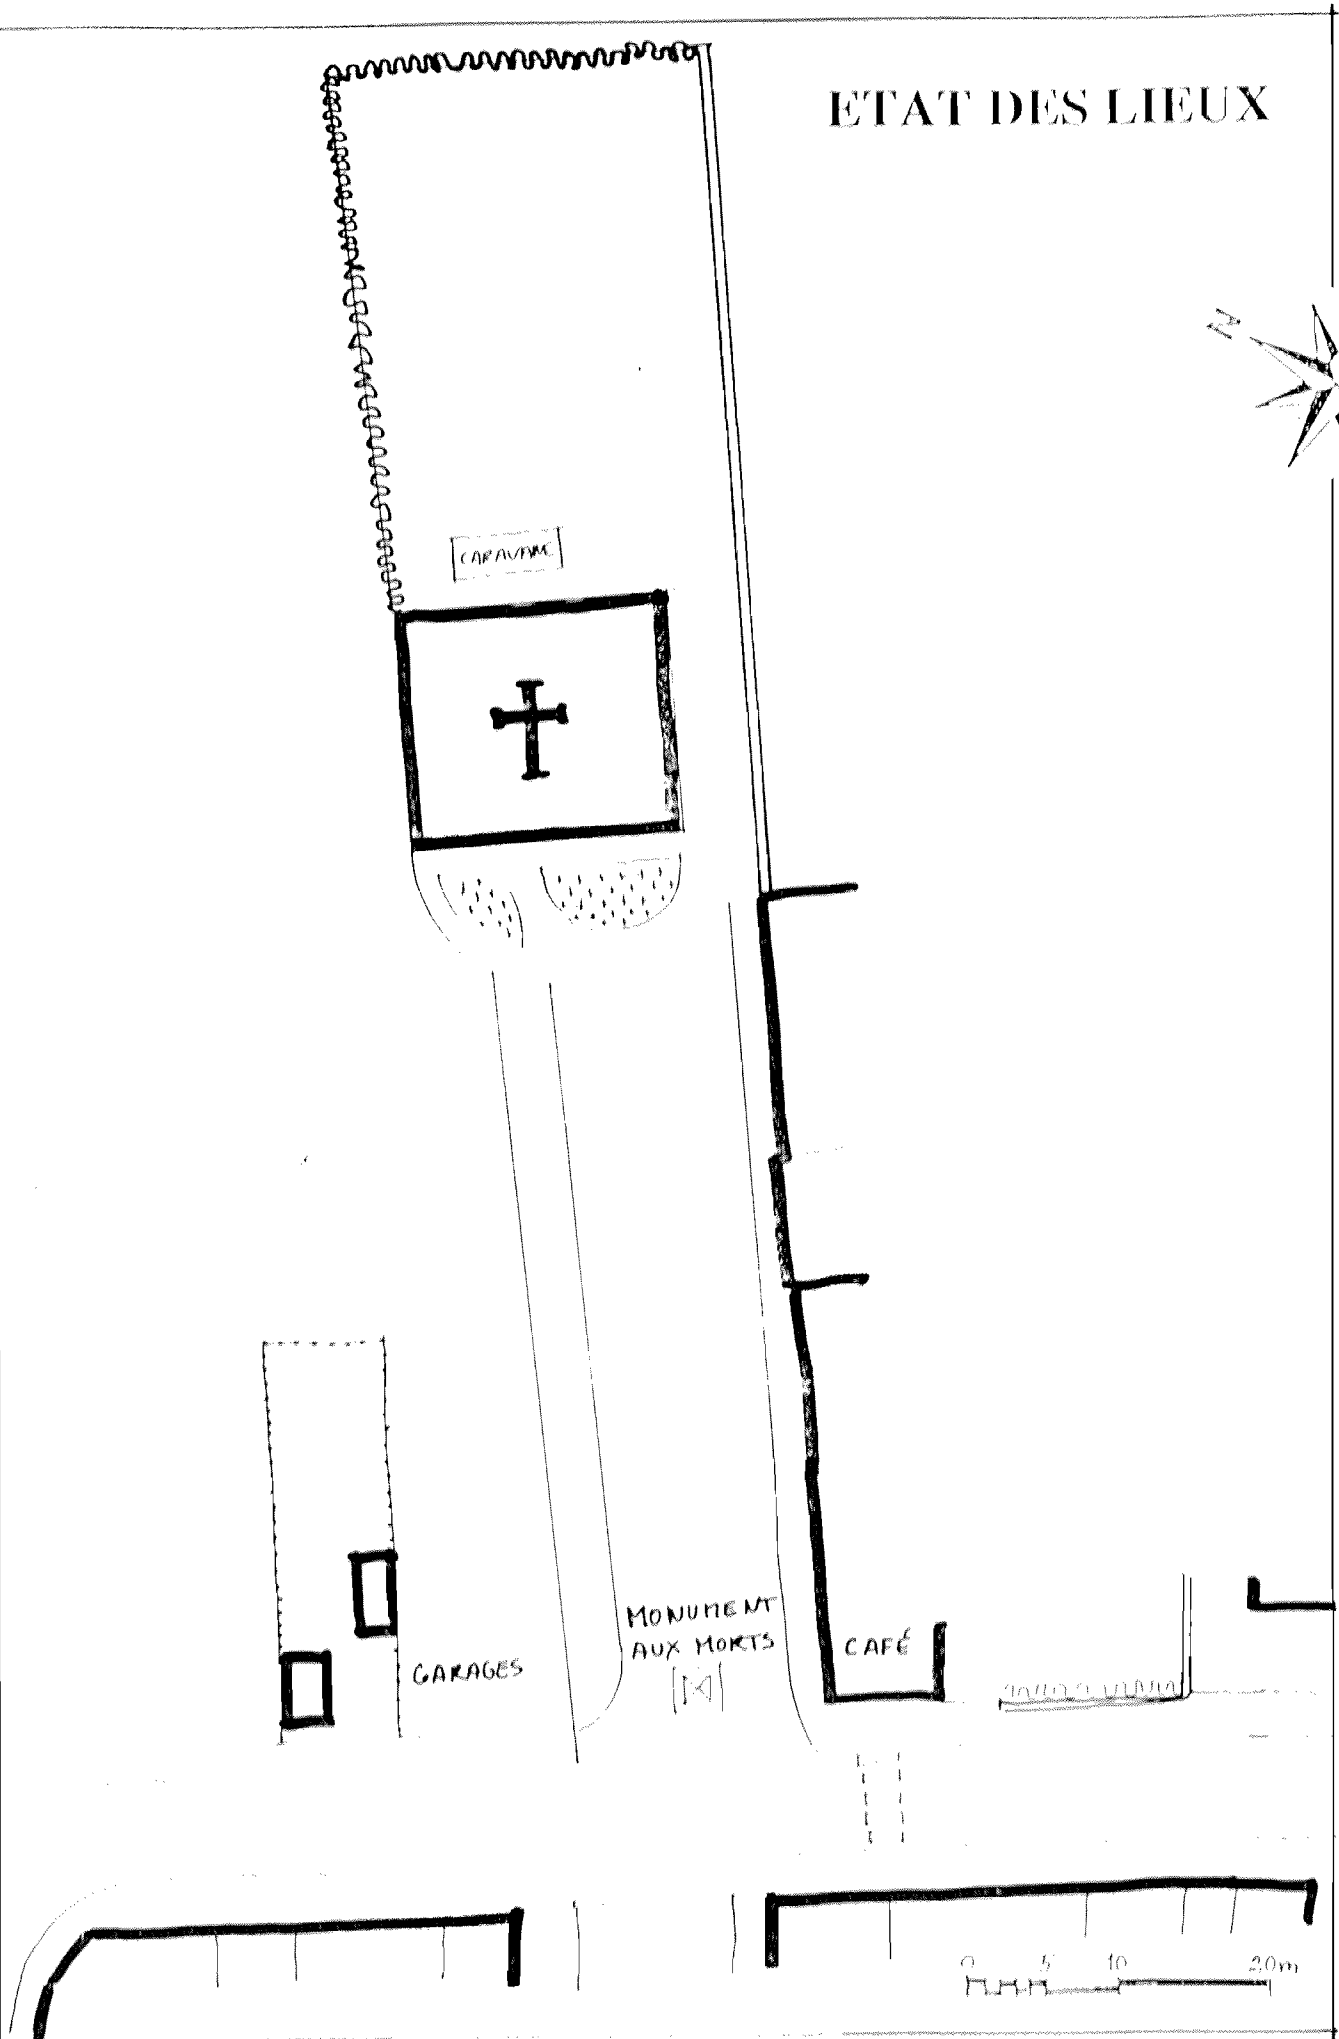 ETAT DES LIEUX
N
CARAVANE
MONUMENT
AUX MORTS
CAFÉ
GARAGES
0 5 10 20m